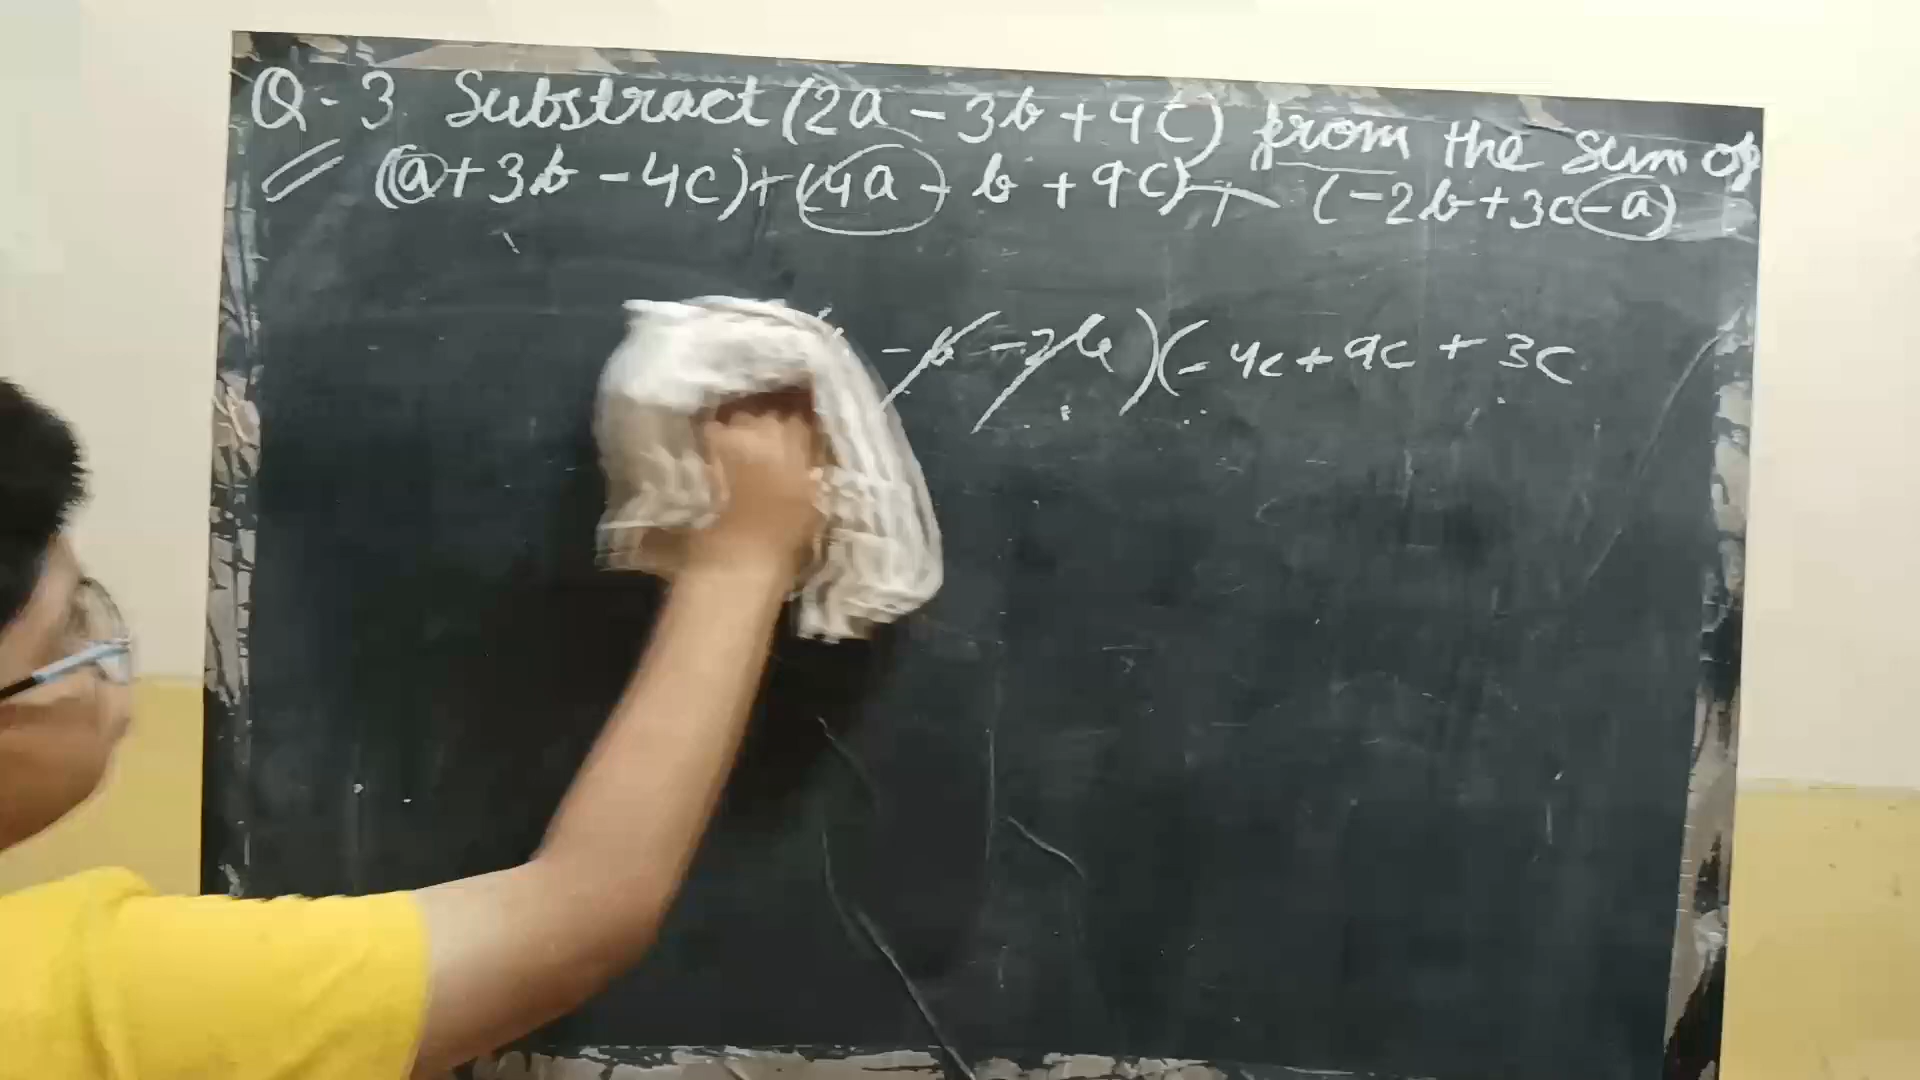 Q-3 Substract (2a - 3b + 9c) from the sum of
(a + 3b - 4c) + (4a - b + 9c) + (-2b + 3c - a)
-b -2b)(-4c + 9c + 3c